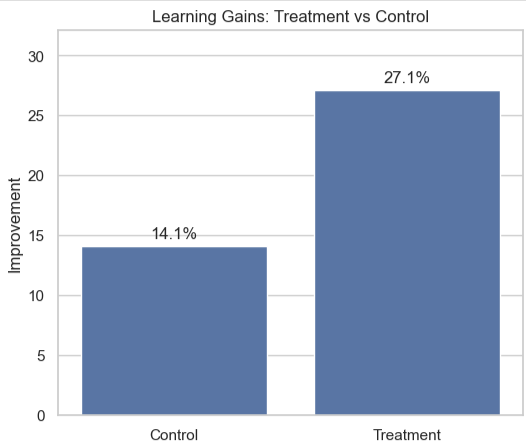 Learning Gains: Treatment vs Control
30
25
20
15
10
5
0
Improvement
14.1%
27.1%
Control
Treatment